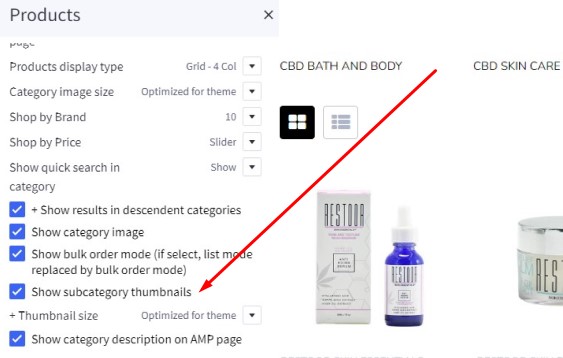 Products ×
page
Products display type Grid - 4 Col
Category image size Optimized for theme
Shop by Brand 10
Shop by Price Slider
Show quick search in
category Show
+ Show results in descendent categories
Show category image
Show bulk order mode (if select, list mode
replaced by bulk order mode)
Show subcategory thumbnails
+ Thumbnail size Optimized for theme
Show category description on AMP page
CBD BATH AND BODY
CBD SKIN CARE
RESTORR
RESTORR
REST